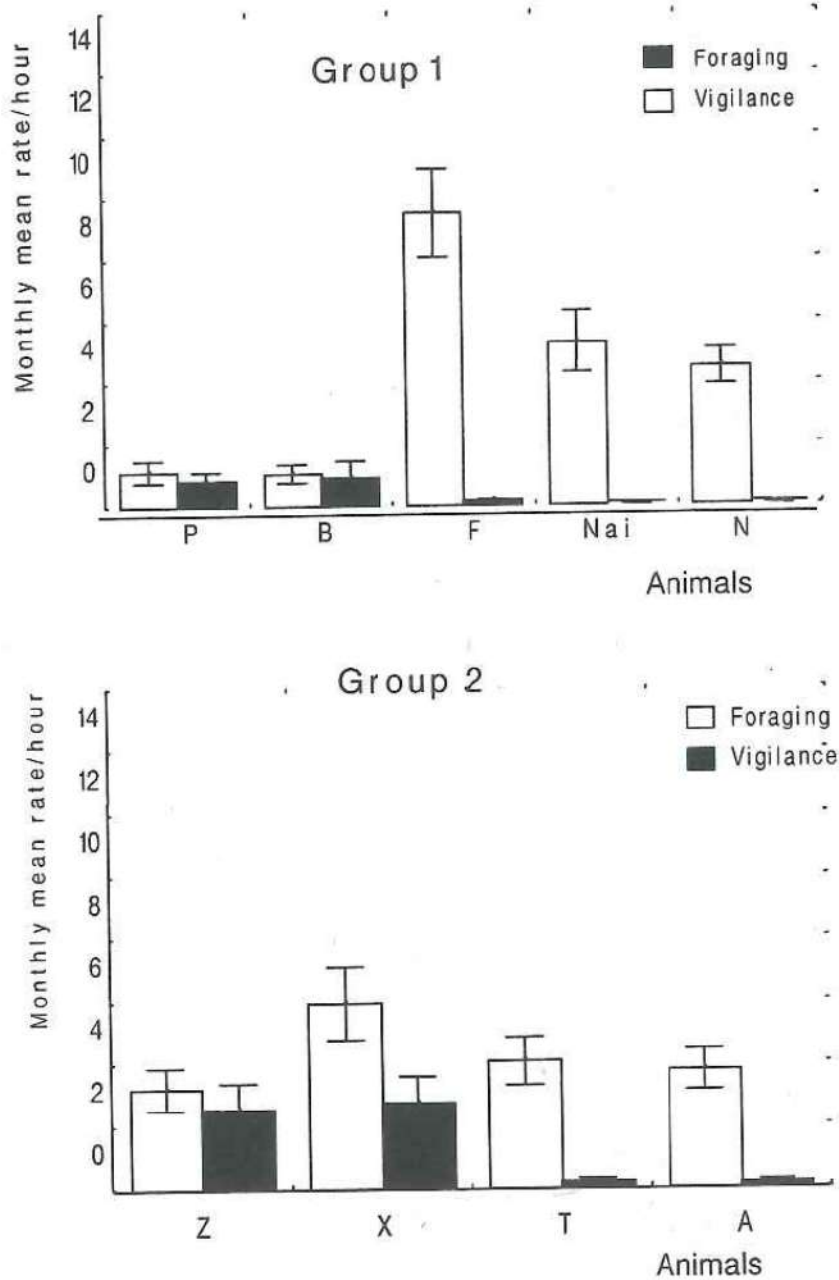 Group 1
Foraging
Vigilance
Monthly mean rate/hour
14
12
10
8
6
4
2
0
P B F Nai N
Animals
Group 2
Foraging
Vigilance
Monthly mean rate/hour
14
12
10
8
6
4
2
0
Z X T A
Animals